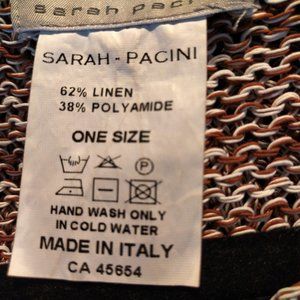 sarah pacini
SARAH - PACINI
62% LINEN
38% POLYAMIDE
ONE SIZE
P
HAND WASH ONLY
IN COLD WATER
MADE IN ITALY
CA 45654